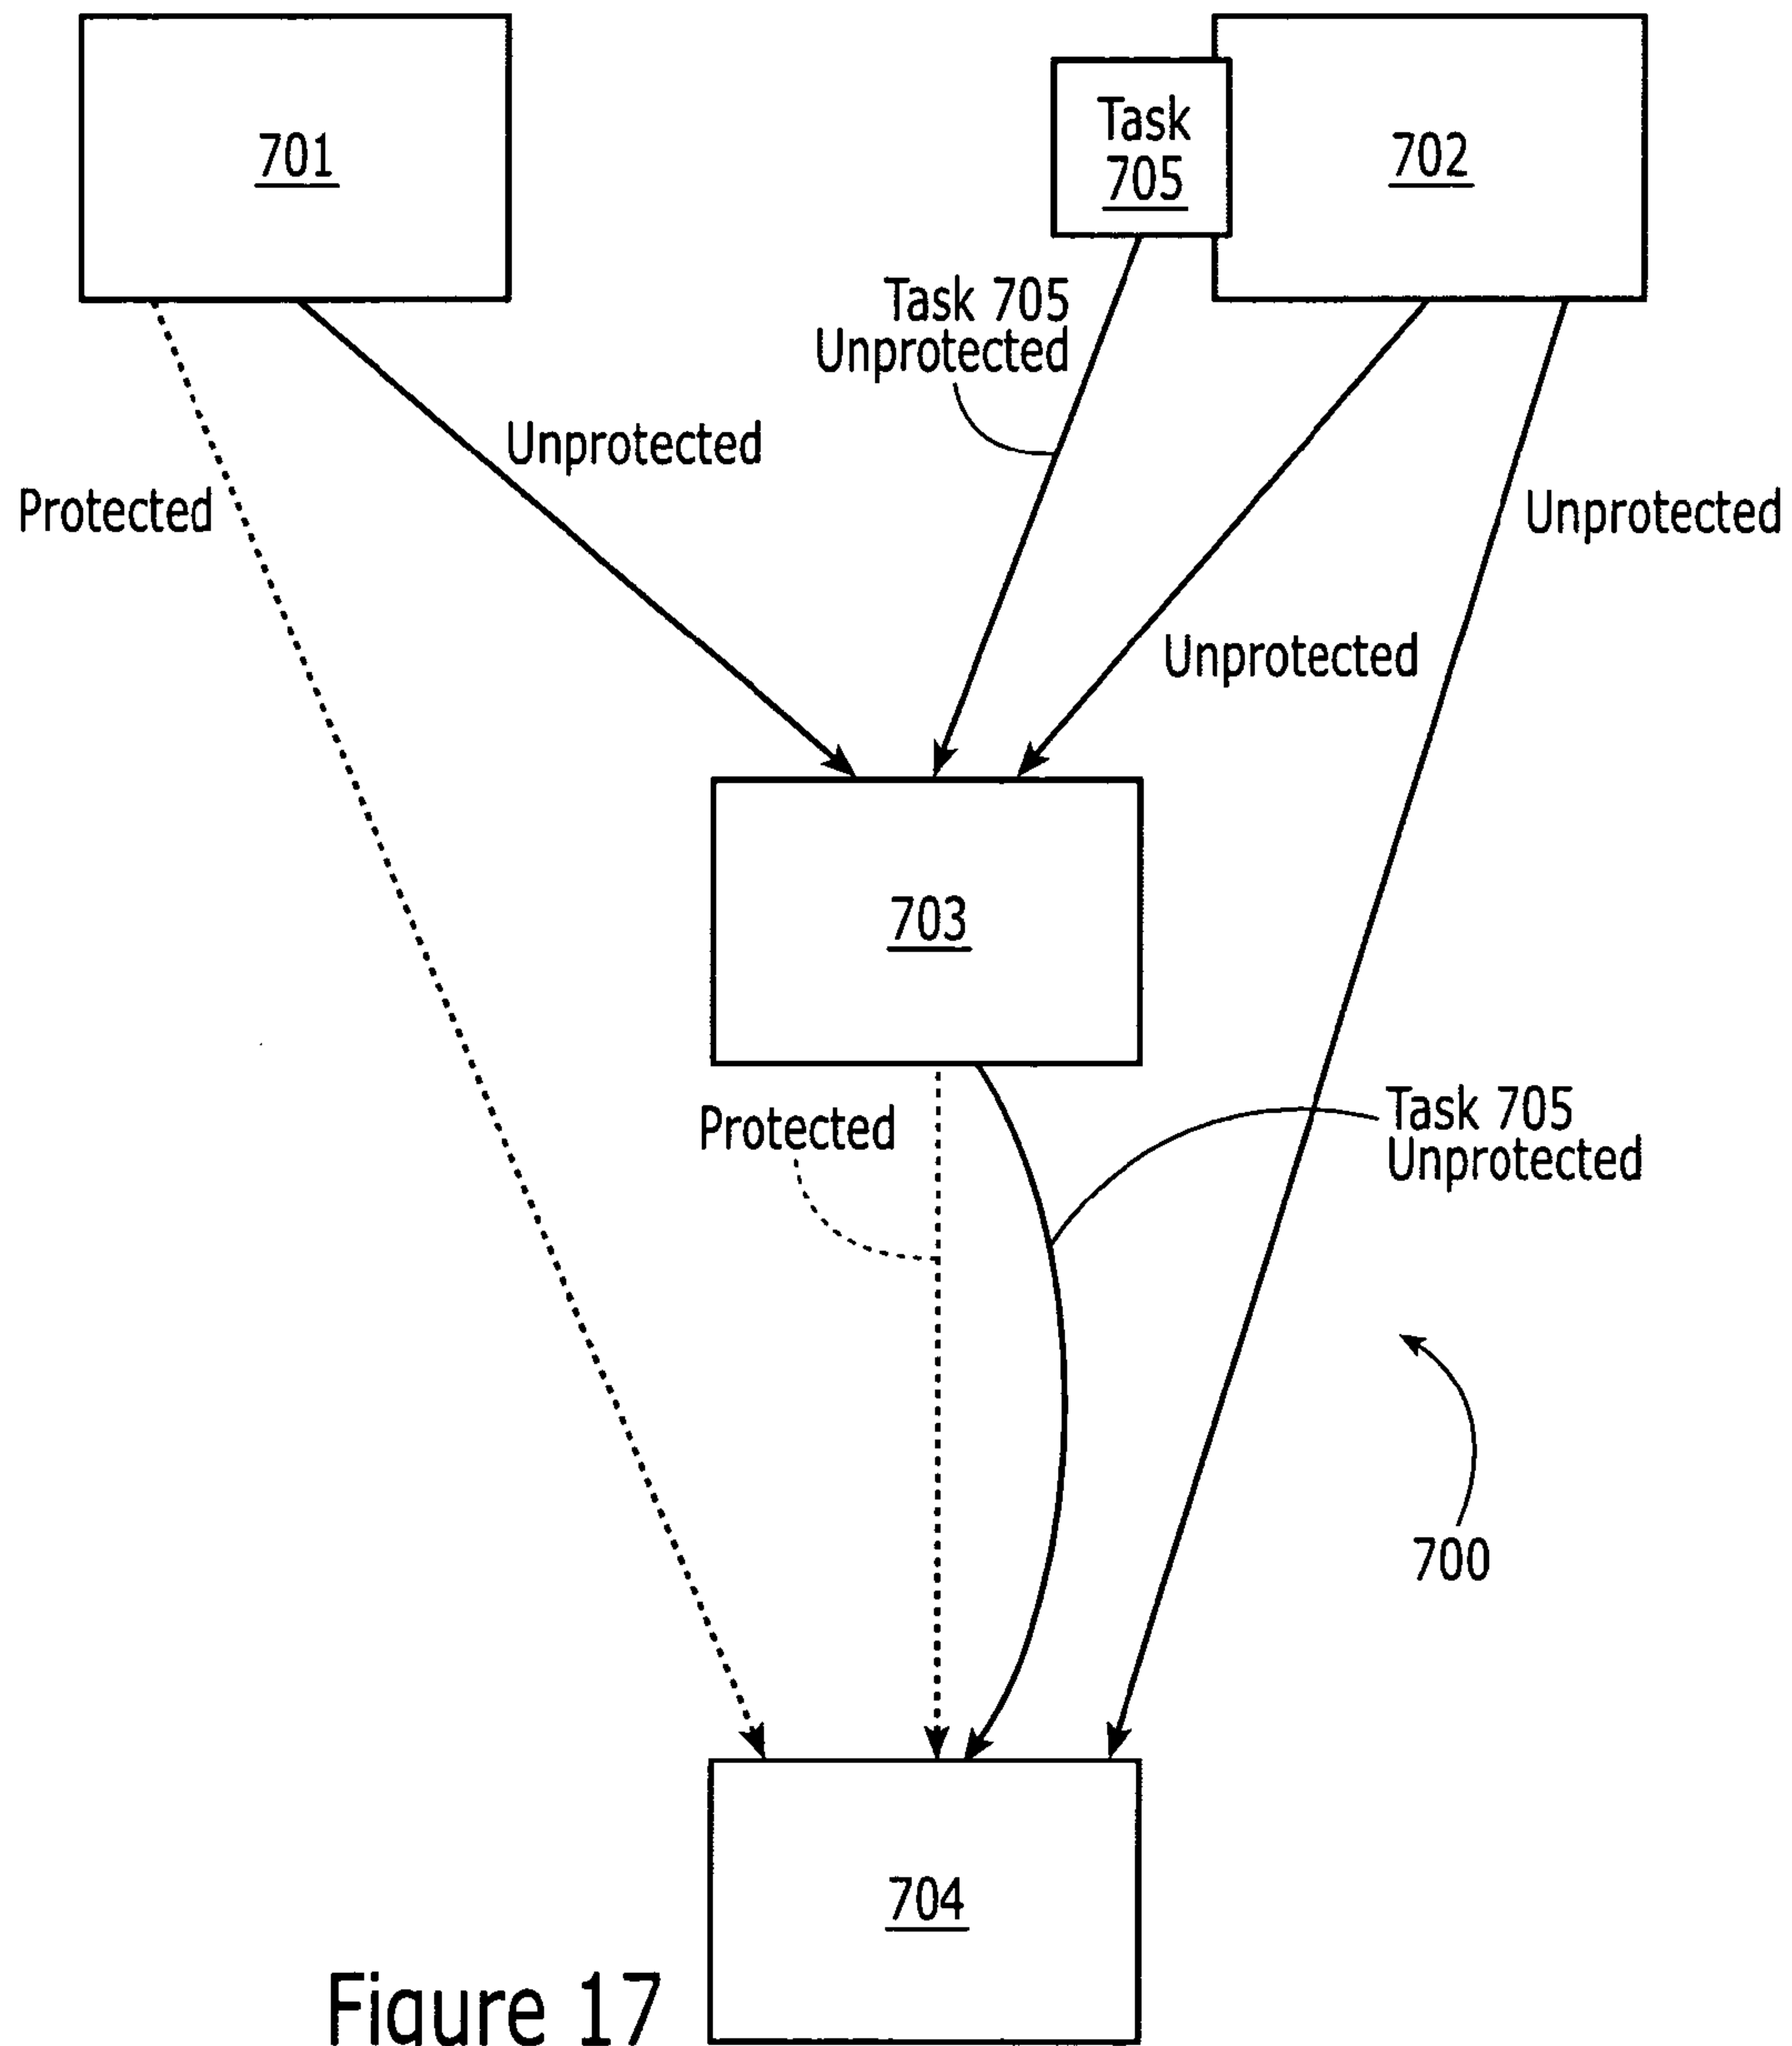 701
Task
705
702
Task 705
Unprotected
Unprotected
Protected
Unprotected
Unprotected
703
Protected
Task 705
Unprotected
700
704
Figure 17